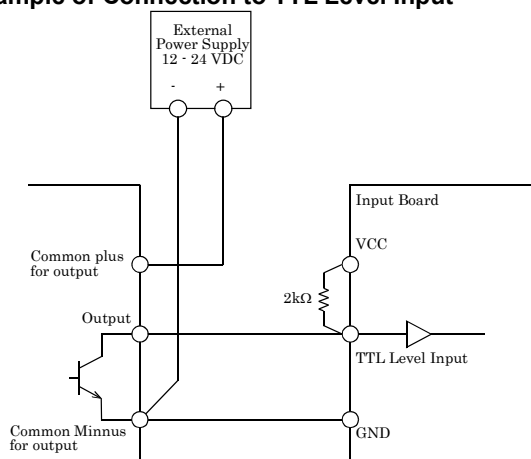 ample of Connection to TTL Level Input
External
Power Supply
12 - 24 VDC
- +
Input Board
VCC
Common plus
for output
2kΩ
Output
TTL Level Input
Common Minnus
for output
GND